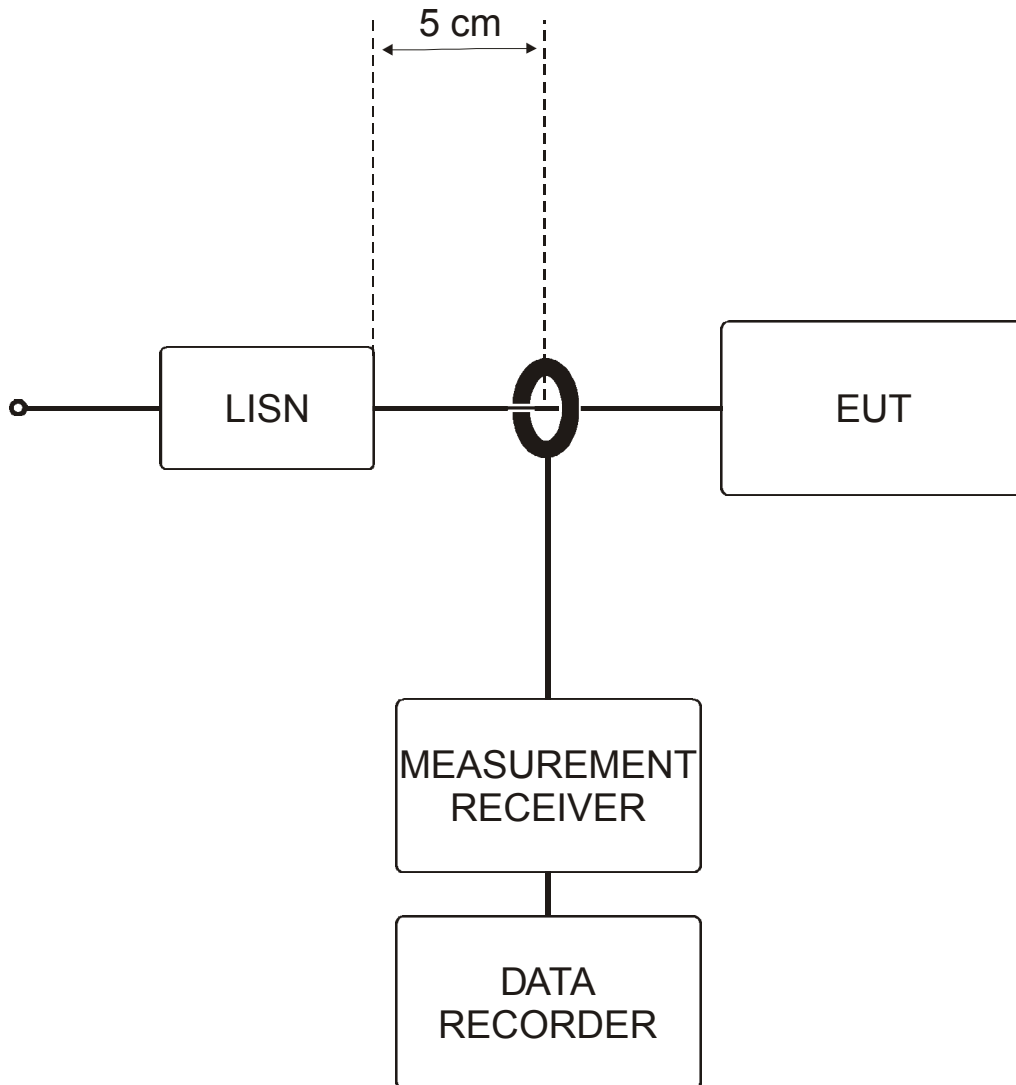 5 cm
LISN
EUT
MEASUREMENT
RECEIVER
DATA
RECORDER